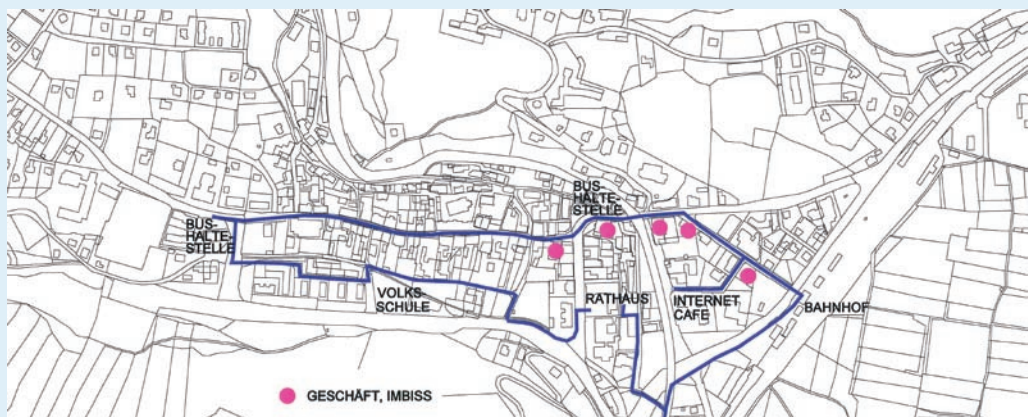 BUS-
HALTE-
STELLE
BUS-
HALTE-
STELLE
VOLKS-
SCHULE
RATHAUS
INTERNET
CAFE
BAHNHOF
GESCHÄFT, IMBISS